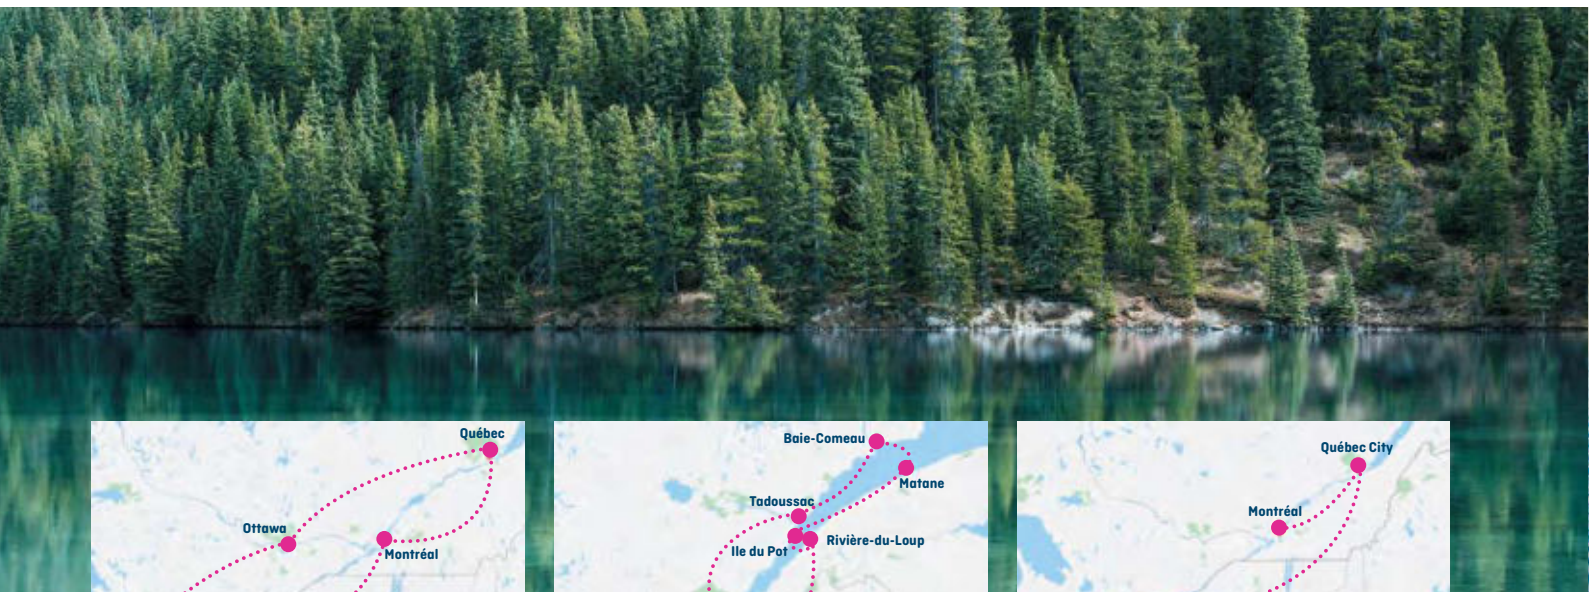 Québec
Ottawa
Montréal
Baie-Comeau
Matane
Tadoussac
Rivière-du-Loup
Ile du Pot
Québec City
Montréal